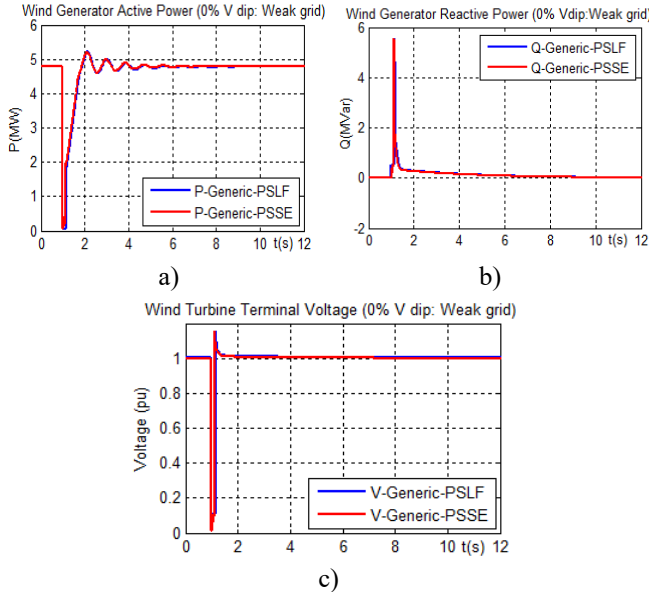 Wind Generator Active Power (0% V dip: Weak grid)
P(MW)
6
5
4
3
2
1
0
P-Generic-PSLF
P-Generic-PSSE
0 2 4 6 8 10 t(s) 12
a)
Wind Generator Reactive Power (0% Vdip:Weak grid)
Q(MVar)
6
4
2
0
-2
Q-Generic-PSLF
Q-Generic-PSSE
0 2 4 6 8 10 t(s) 12
b)
Wind Turbine Terminal Voltage (0% V dip: Weak grid)
Voltage (pu)
1
0.8
0.6
0.4
0.2
0
V-Generic-PSLF
V-Generic-PSSE
0 2 4 6 8 10 t(s) 12
c)